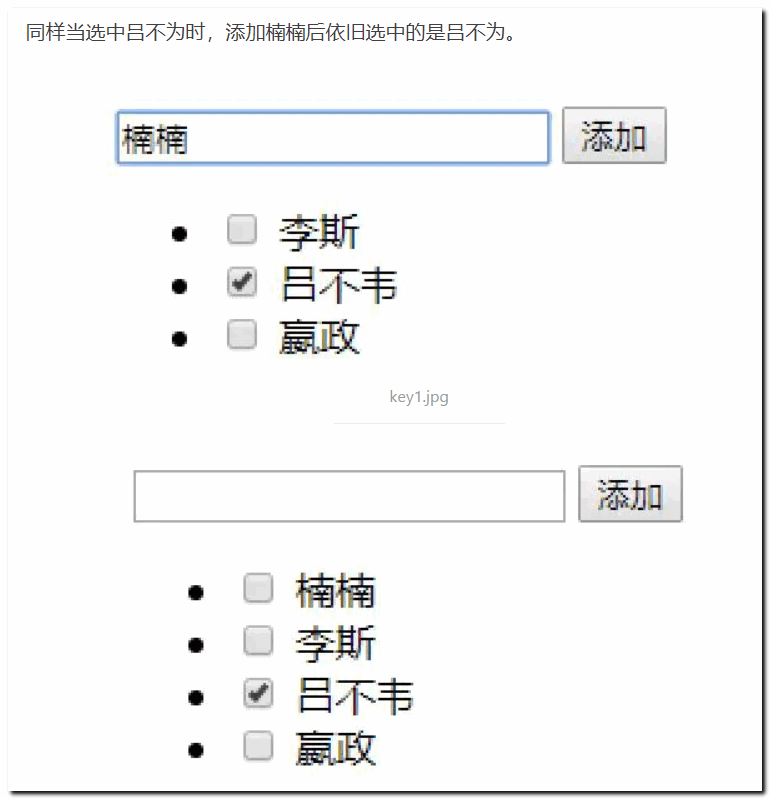 同样当选中吕不为时，添加楠楠后依旧选中的是吕不为。
楠楠 添加
李斯
吕不韦
嬴政
key1.jpg
添加
楠楠
李斯
吕不韦
嬴政